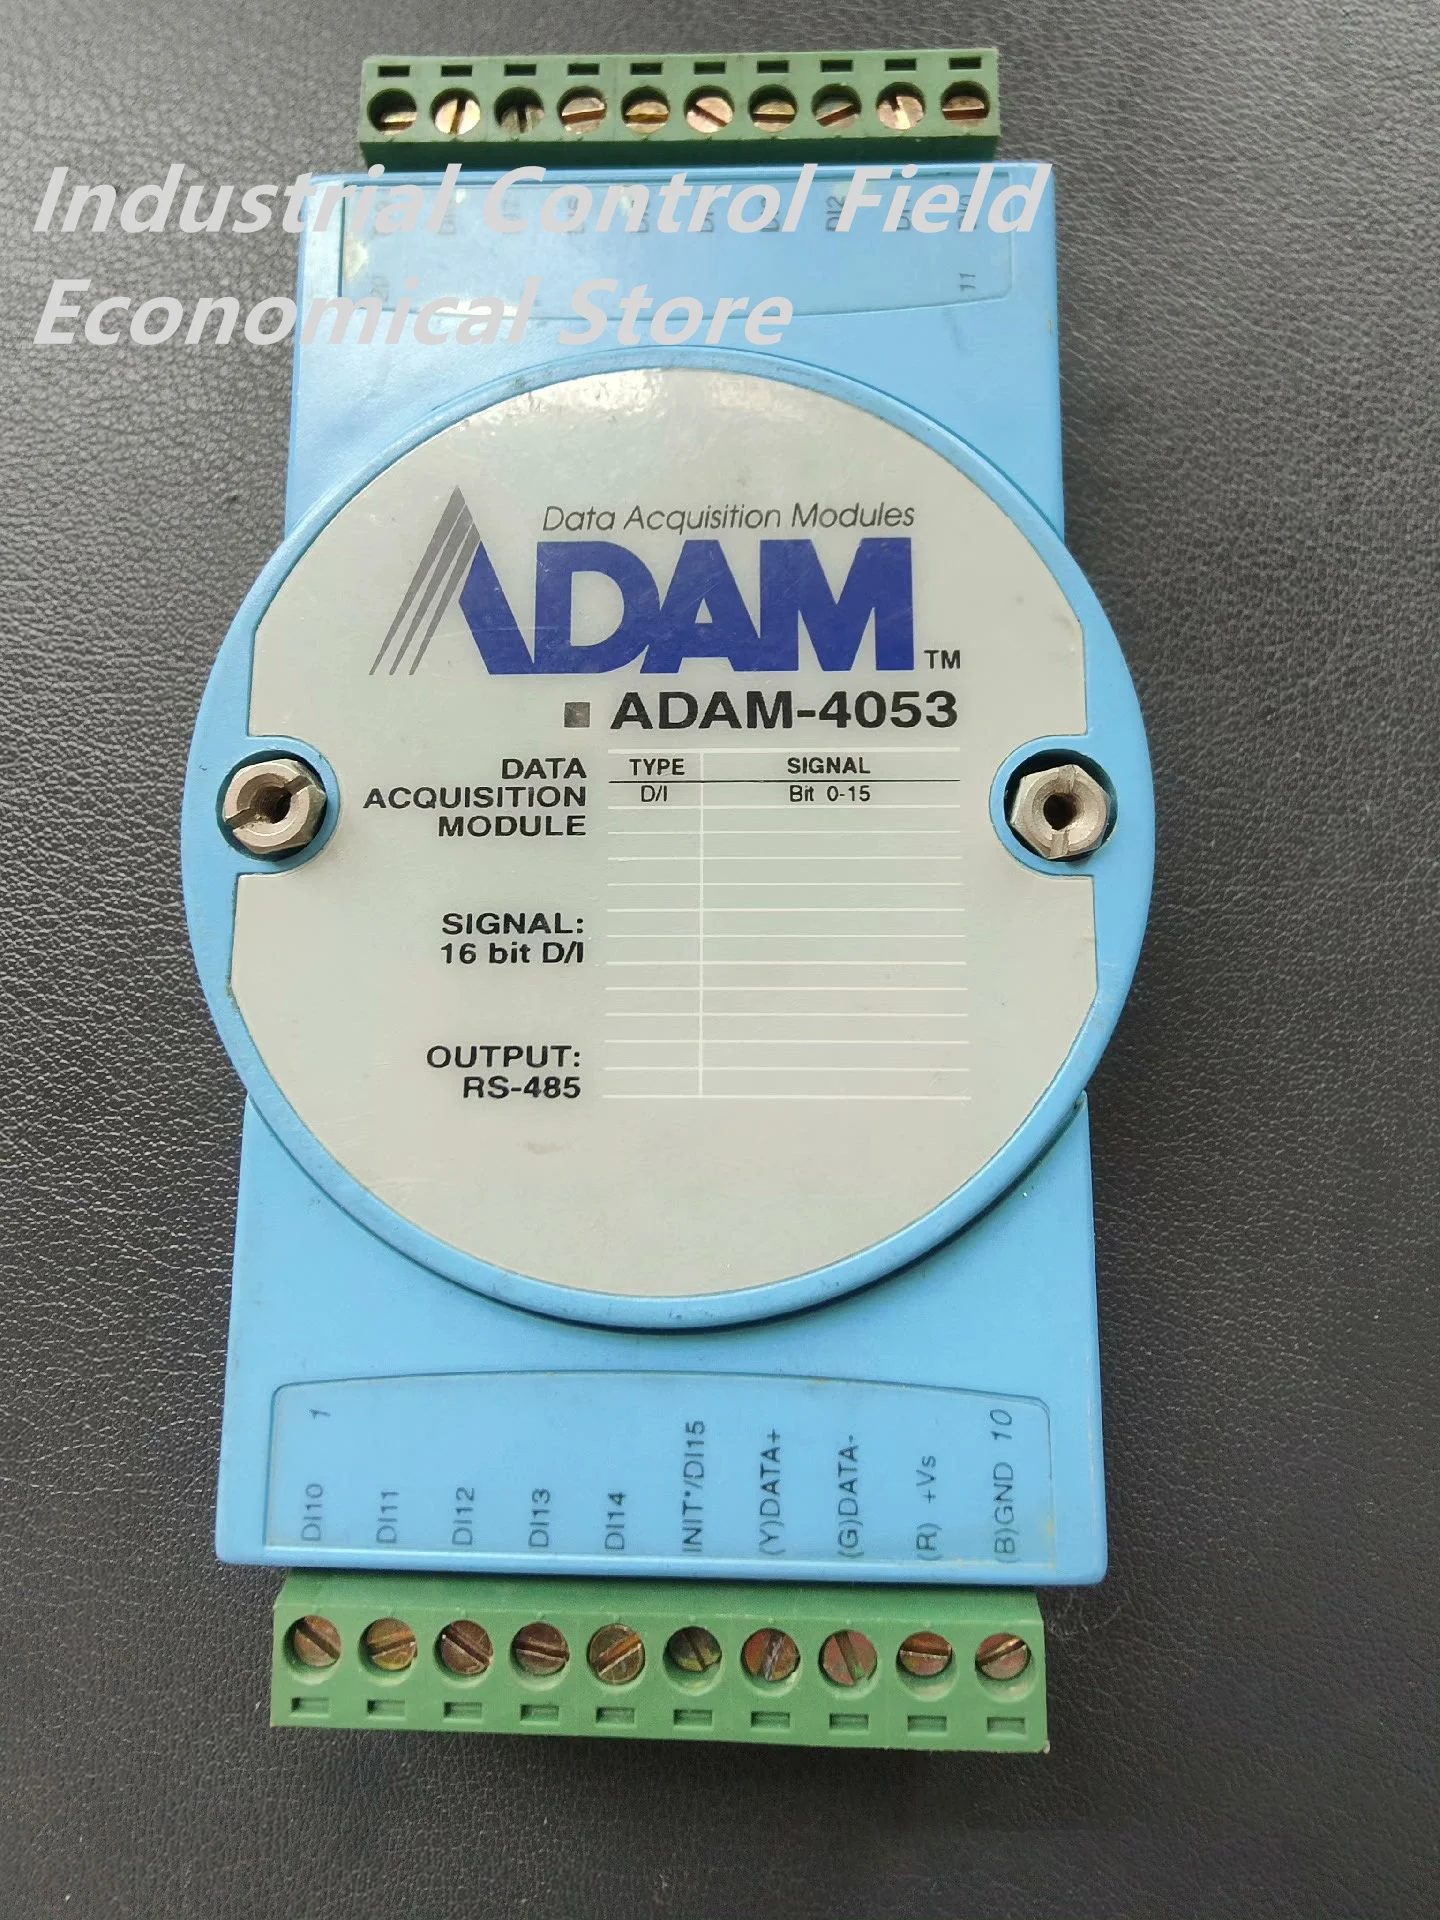 Industrial Control Field
Economical Store
DI2
20
11
Data Acquisition Modules
ADAM TM
ADAM-4053
DATA
ACQUISITION
MODULE
TYPE SIGNAL
D/I Bit 0-15
SIGNAL:
16 bit D/I
OUTPUT:
RS-485
1
10
DI10
DI11
DI12
DI13
DI14
INIT*/DI15
(Y)DATA+
(G)DATA-
(R) +Vs
(B)GND